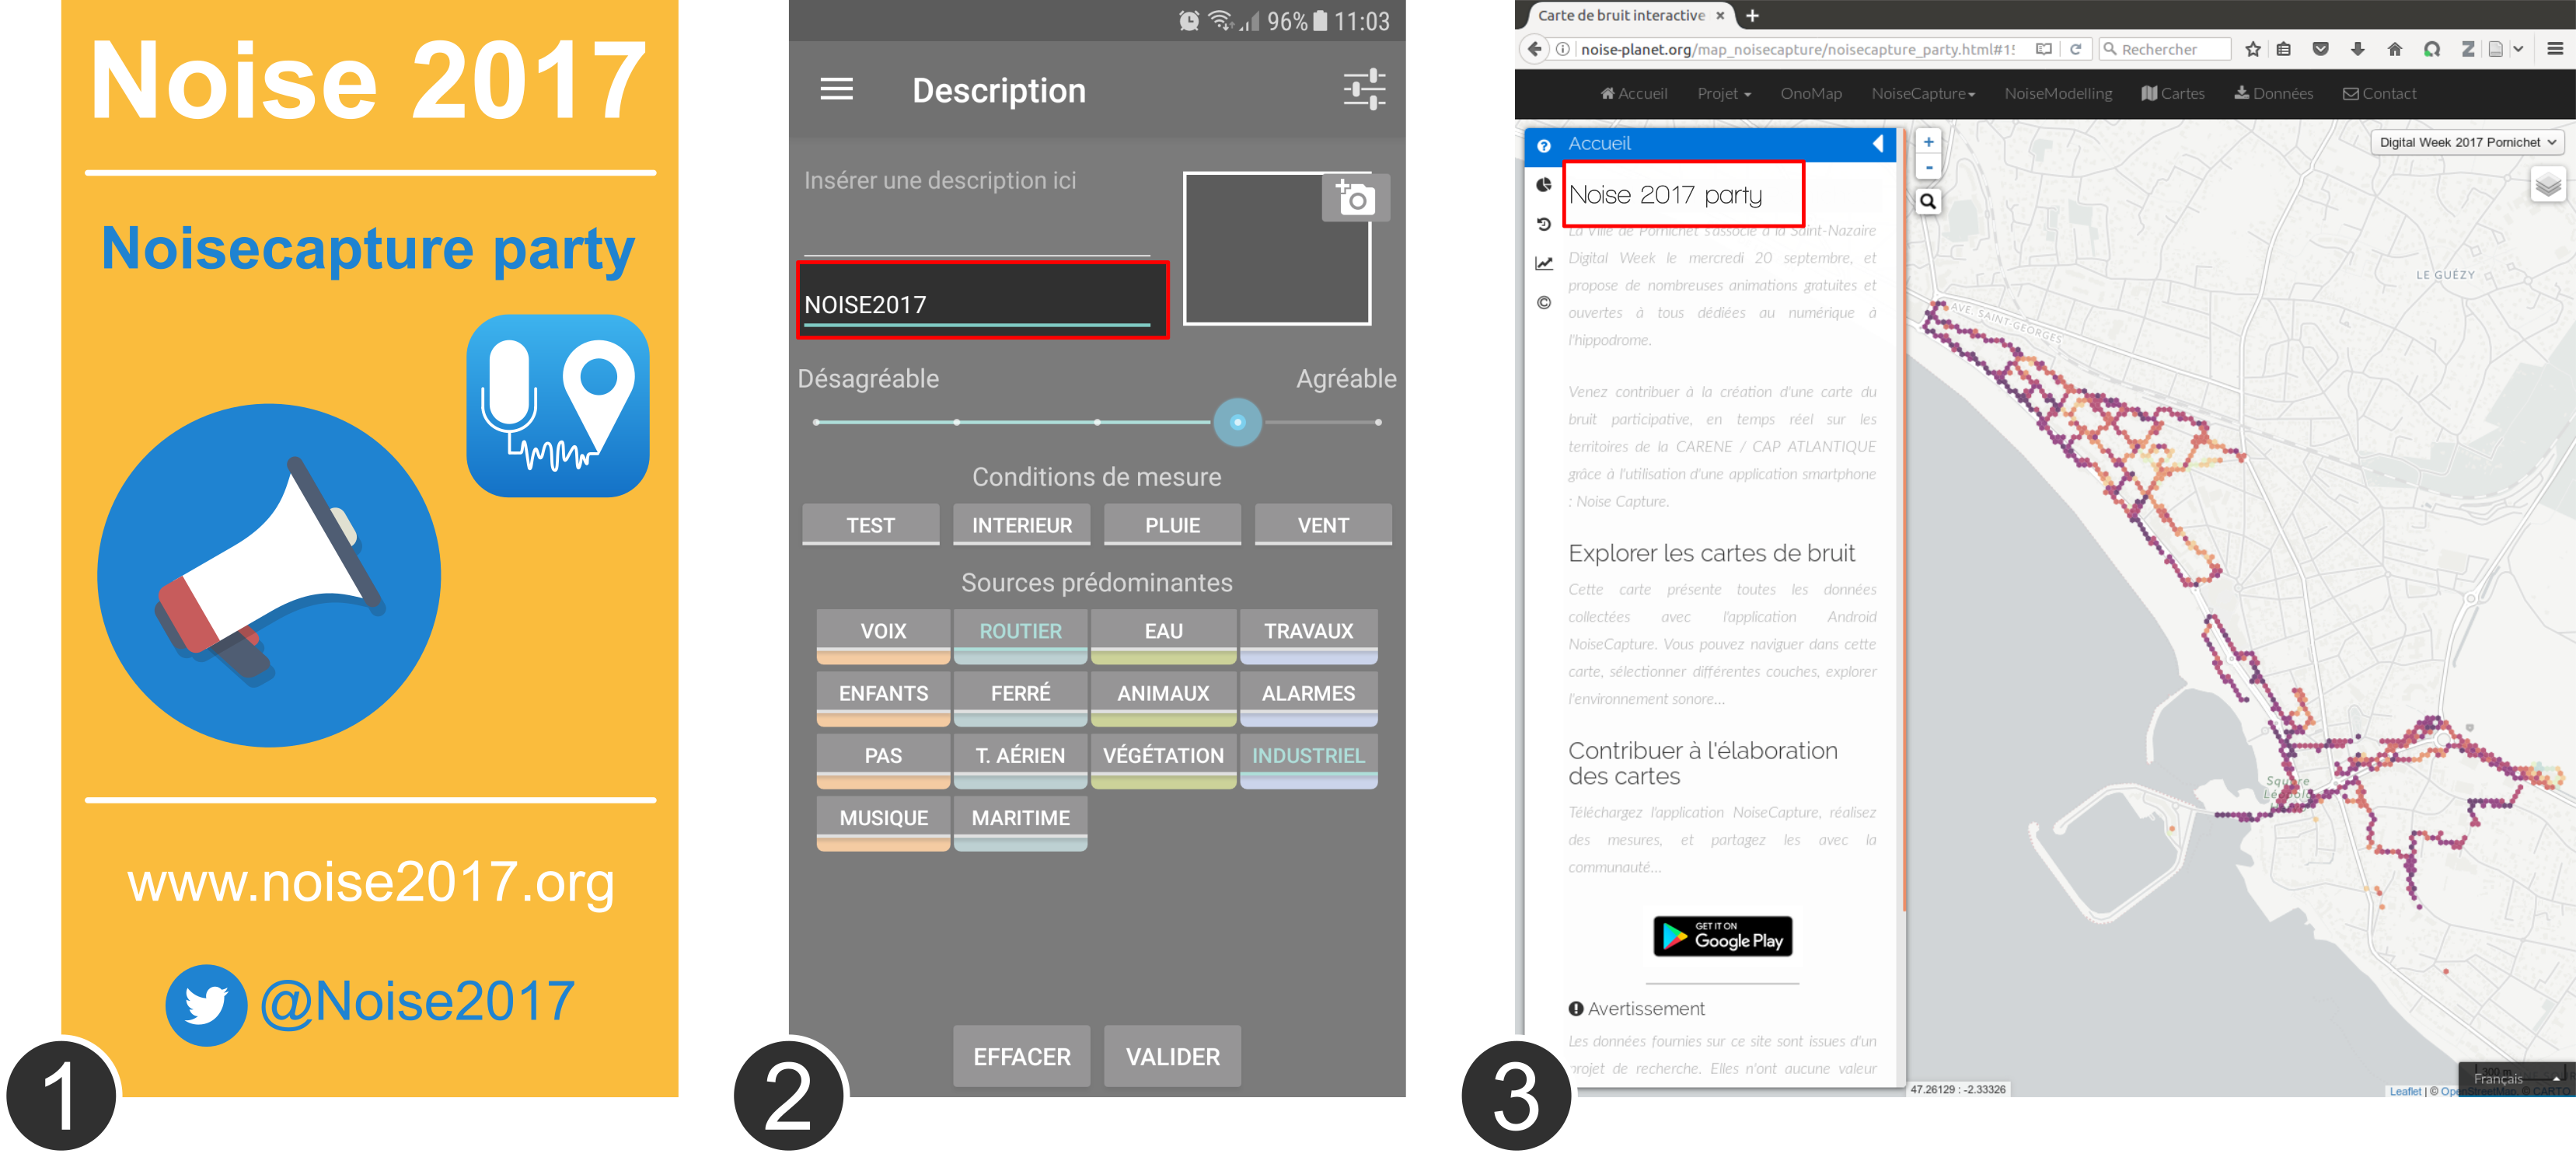 Noise 2017
Noisecapture party
www.noise2017.org
@Noise2017
1
96% 11:03
Description
Insérer une description ici
NOISE2017
Désagréable
Agréable
Conditions de mesure
TEST
INTERIEUR
PLUIE
VENT
Sources prédominantes
VOIX
ROUTIER
EAU
TRAVAUX
ENFANTS
FERRÉ
ANIMAUX
ALARMES
PAS
T. AÉRIEN
VÉGÉTATION
INDUSTRIEL
MUSIQUE
MARITIME
EFFACER
VALIDER
2
Carte de bruit interactive
noise-planet.org/map_noisecapture/noisecapture_party.html#1
Rechercher
Accueil
Projet
OnoMap
NoiseCapture
NoiseModelling
Cartes
Données
Contact
Accueil
Noise 2017 party
La Ville de Pornichet s'associe à la Saint-Nazaire
Digital Week le mercredi 20 septembre, et
propose de nombreuses animations gratuites et
ouvertes à tous dédiées au numérique à
l'hippodrome.
Venez contribuer à la création d'une carte du
bruit participative, en temps réel sur les
territoires de la CARENE / CAP ATLANTIQUE
grâce à l'utilisation d'une application smartphone
: Noise Capture.
Explorer les cartes de bruit
Cette carte présente toutes les données
collectées avec l'application Android
NoiseCapture. Vous pouvez naviguer dans cette
carte, sélectionner différentes couches, explorer
l'environnement sonore...
Contribuer à l'élaboration
des cartes
Téléchargez l'application NoiseCapture, réalisez
des mesures, et partagez les avec la
communauté...
GET IT ON
Google Play
Avertissement
Les données fournies sur ce site sont issues d'un
projet de recherche. Elles n'ont aucune valeur
+
-
Digital Week 2017 Pornichet
LE GUÉZY
AVE SAINT-GEORGES
Square
47.26129 : -2.33326
300 m
Français
Leaflet | © OpenStreetMap, © CARTO
3